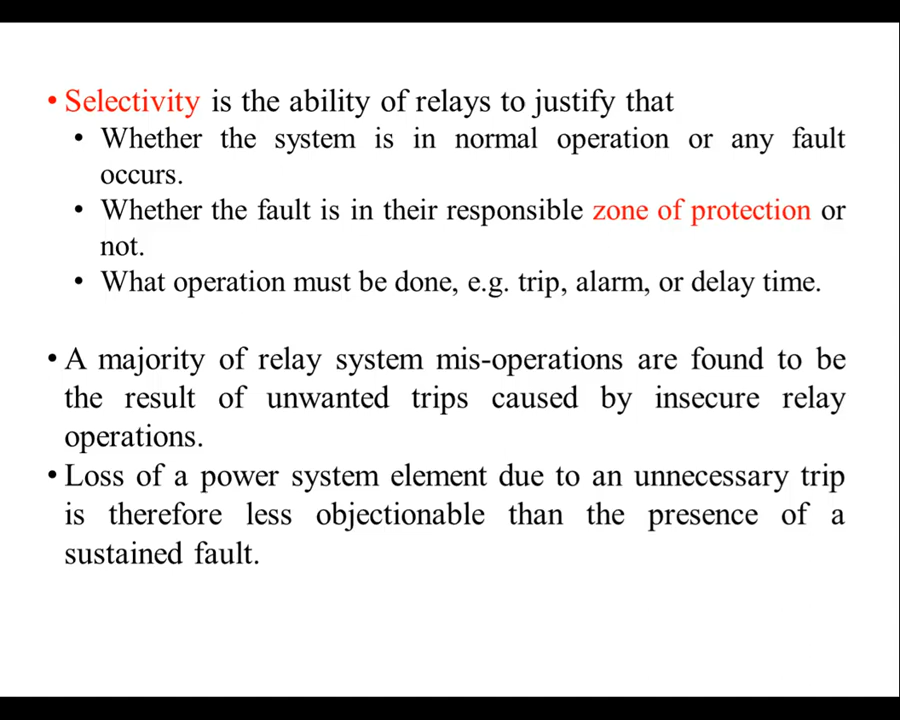 • Selectivity is the ability of relays to justify that
• Whether the system is in normal operation or any fault
occurs.
• Whether the fault is in their responsible zone of protection or
not.
• What operation must be done, e.g. trip, alarm, or delay time.
• A majority of relay system mis-operations are found to be
the result of unwanted trips caused by insecure relay
operations.
• Loss of a power system element due to an unnecessary trip
is therefore less objectionable than the presence of a
sustained fault.